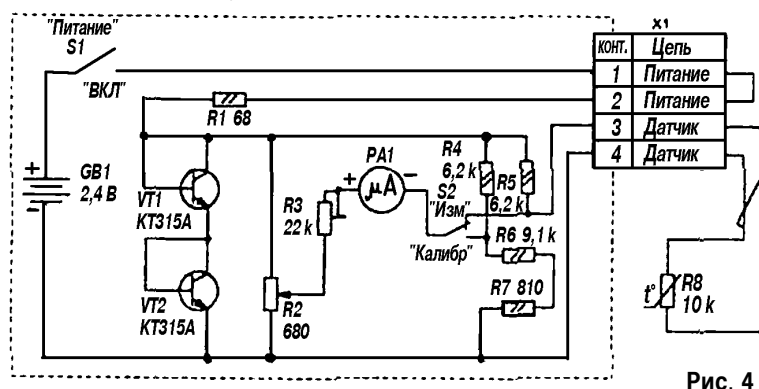 "Питание"
S1
"ВКЛ"
R1 68
GB1
2,4 В
VT1
КТ315А
VT2
КТ315А
R3
22 k
R2
680
PA1
μA
R4
6,2 k
S2
"Изм"
"Калибр"
R5
6,2 k
R6 9,1 k
R7 810
X1
КОНТ. Цепь
1 Питание
2 Питание
3 Датчик
4 Датчик
t° R8
10 k
Рис. 4